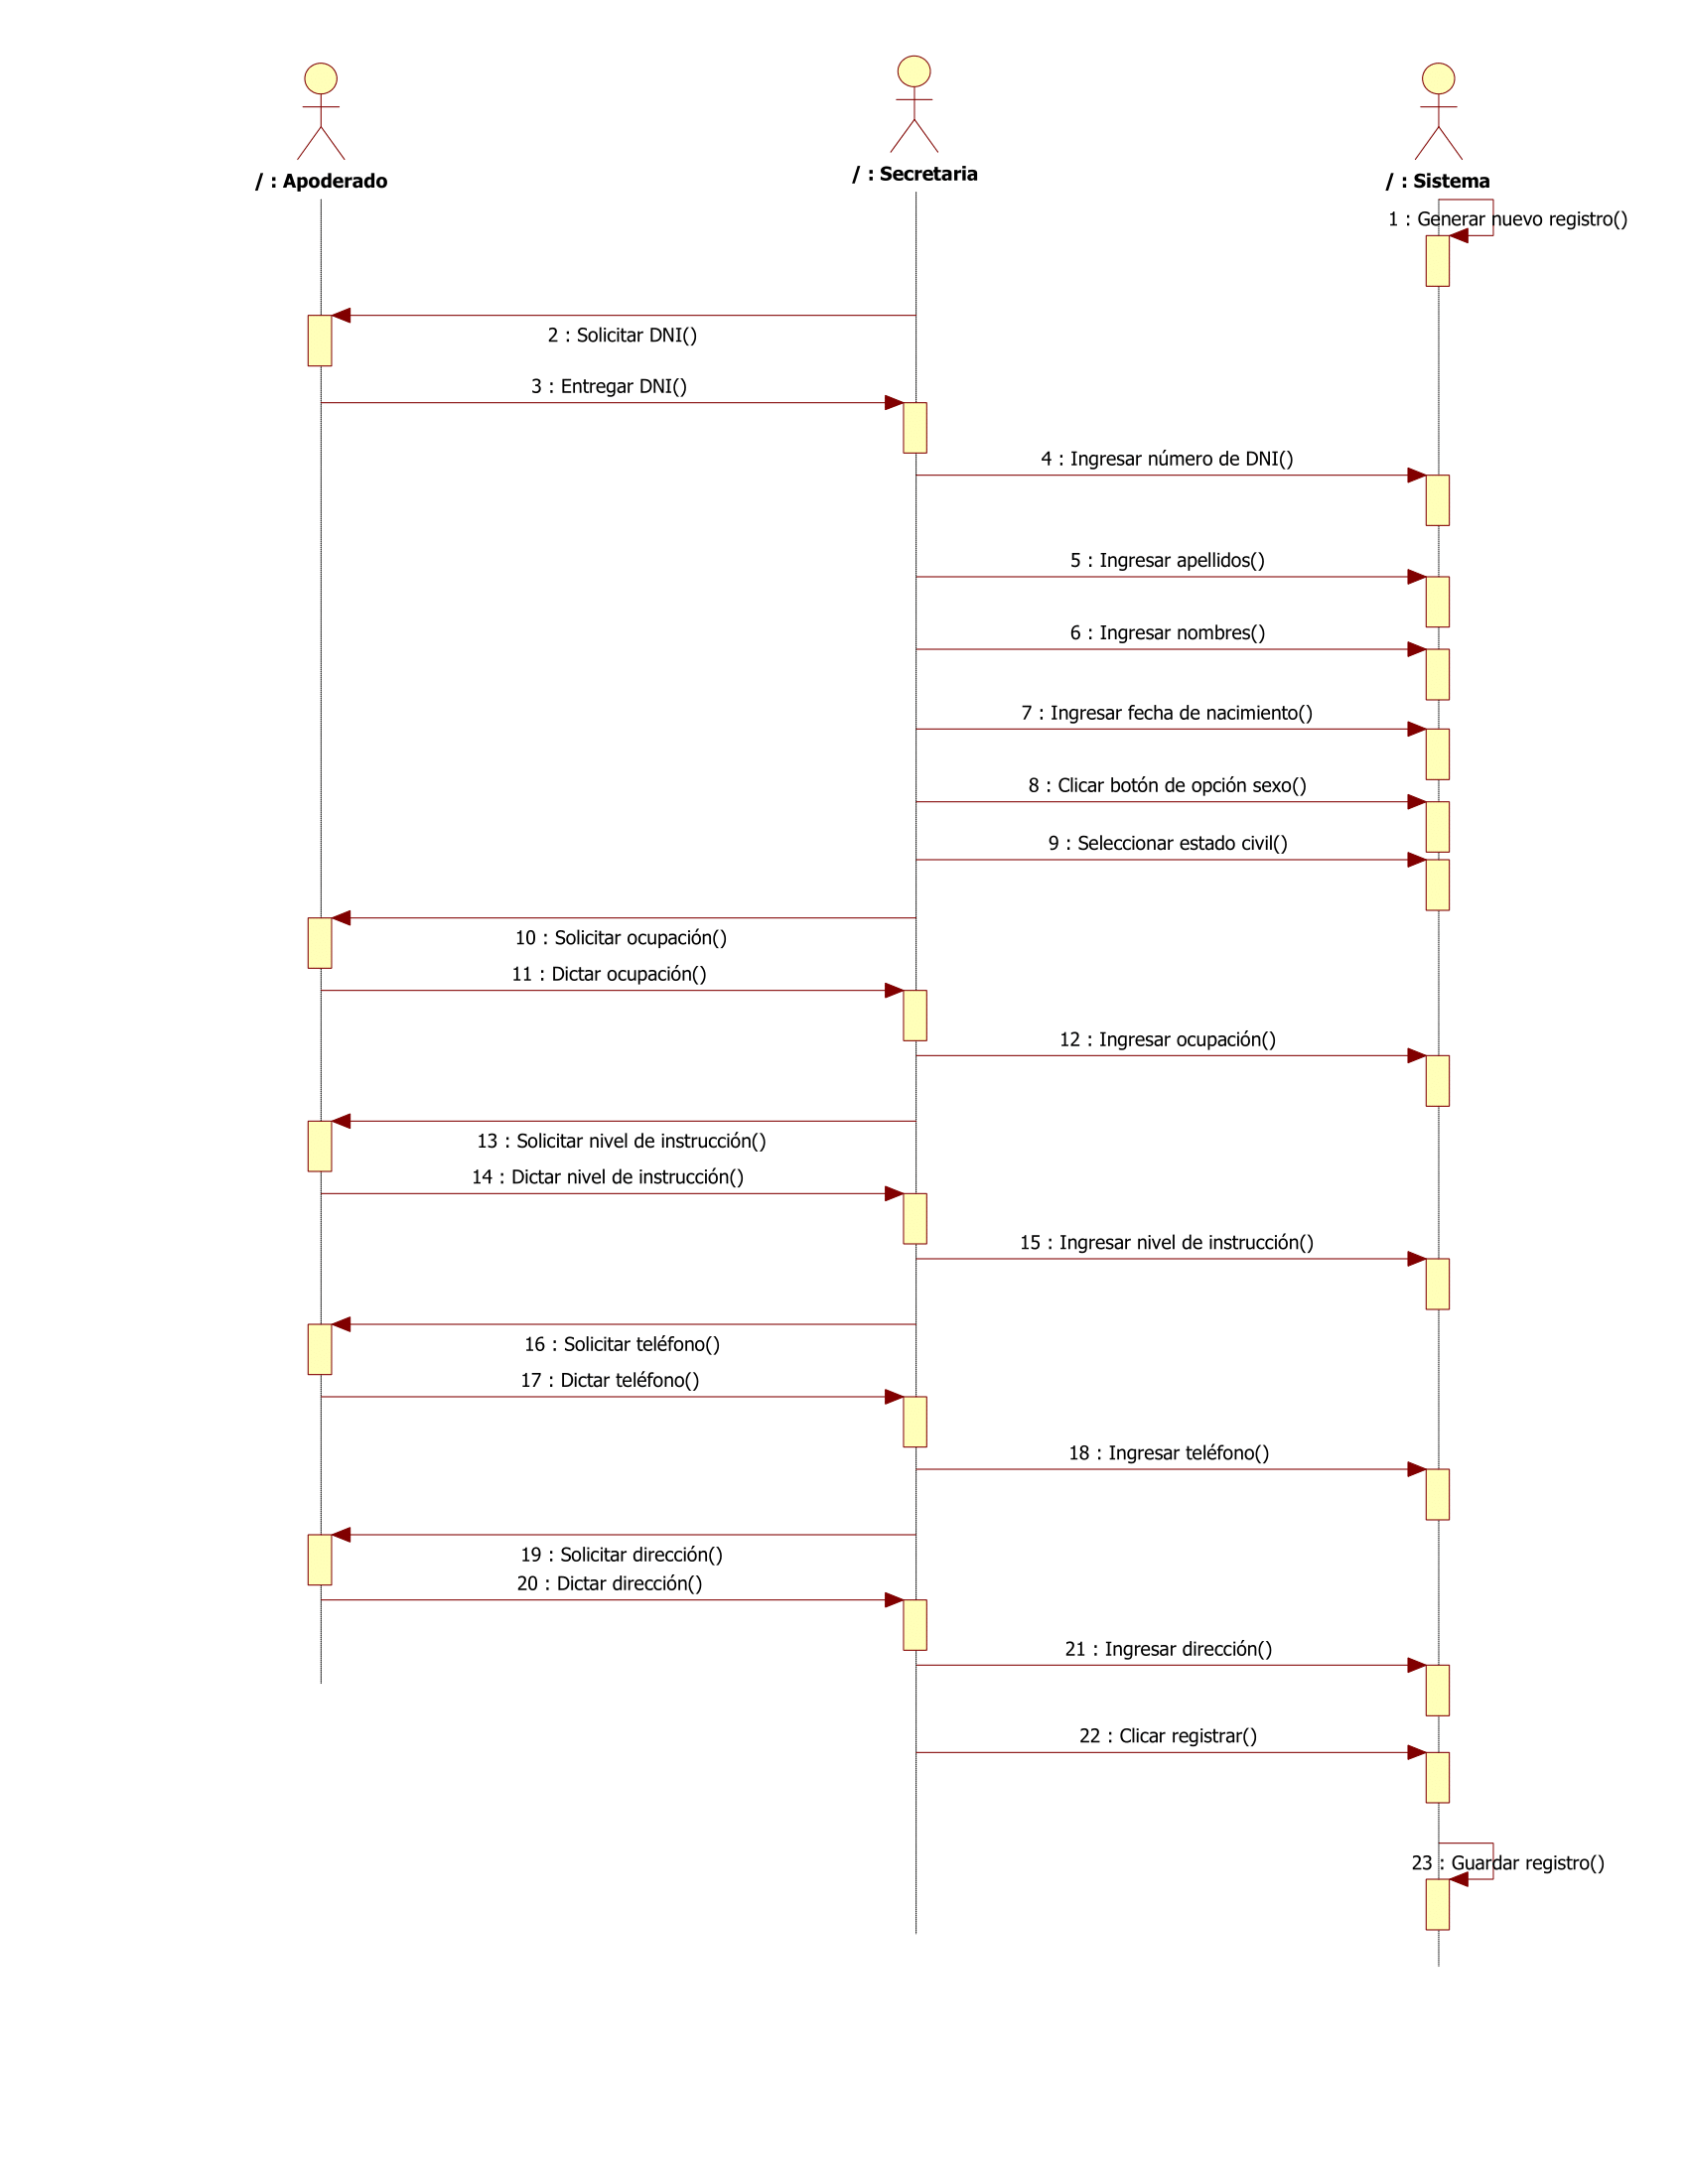 / : Apoderado
/ : Secretaria
/ : Sistema
1 : Generar nuevo registro()
2 : Solicitar DNI()
3 : Entregar DNI()
4 : Ingresar número de DNI()
5 : Ingresar apellidos()
6 : Ingresar nombres()
7 : Ingresar fecha de nacimiento()
8 : Clicar botón de opción sexo()
9 : Seleccionar estado civil()
10 : Solicitar ocupación()
11 : Dictar ocupación()
12 : Ingresar ocupación()
13 : Solicitar nivel de instrucción()
14 : Dictar nivel de instrucción()
15 : Ingresar nivel de instrucción()
16 : Solicitar teléfono()
17 : Dictar teléfono()
18 : Ingresar teléfono()
19 : Solicitar dirección()
20 : Dictar dirección()
21 : Ingresar dirección()
22 : Clicar registrar()
23 : Guardar registro()